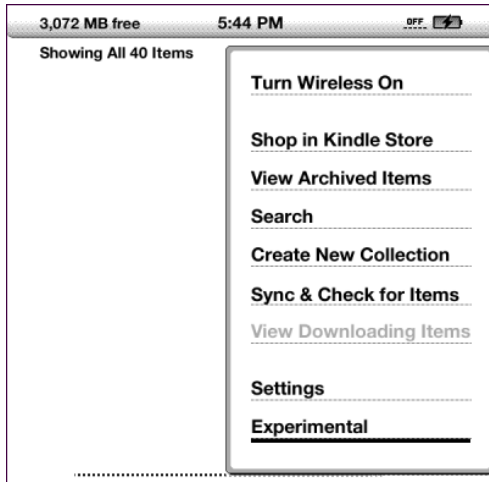 3,072 MB free 5:44 PM OFF
Showing All 40 Items
Turn Wireless On
Shop in Kindle Store
View Archived Items
Search
Create New Collection
Sync & Check for Items
View Downloading Items
Settings
Experimental